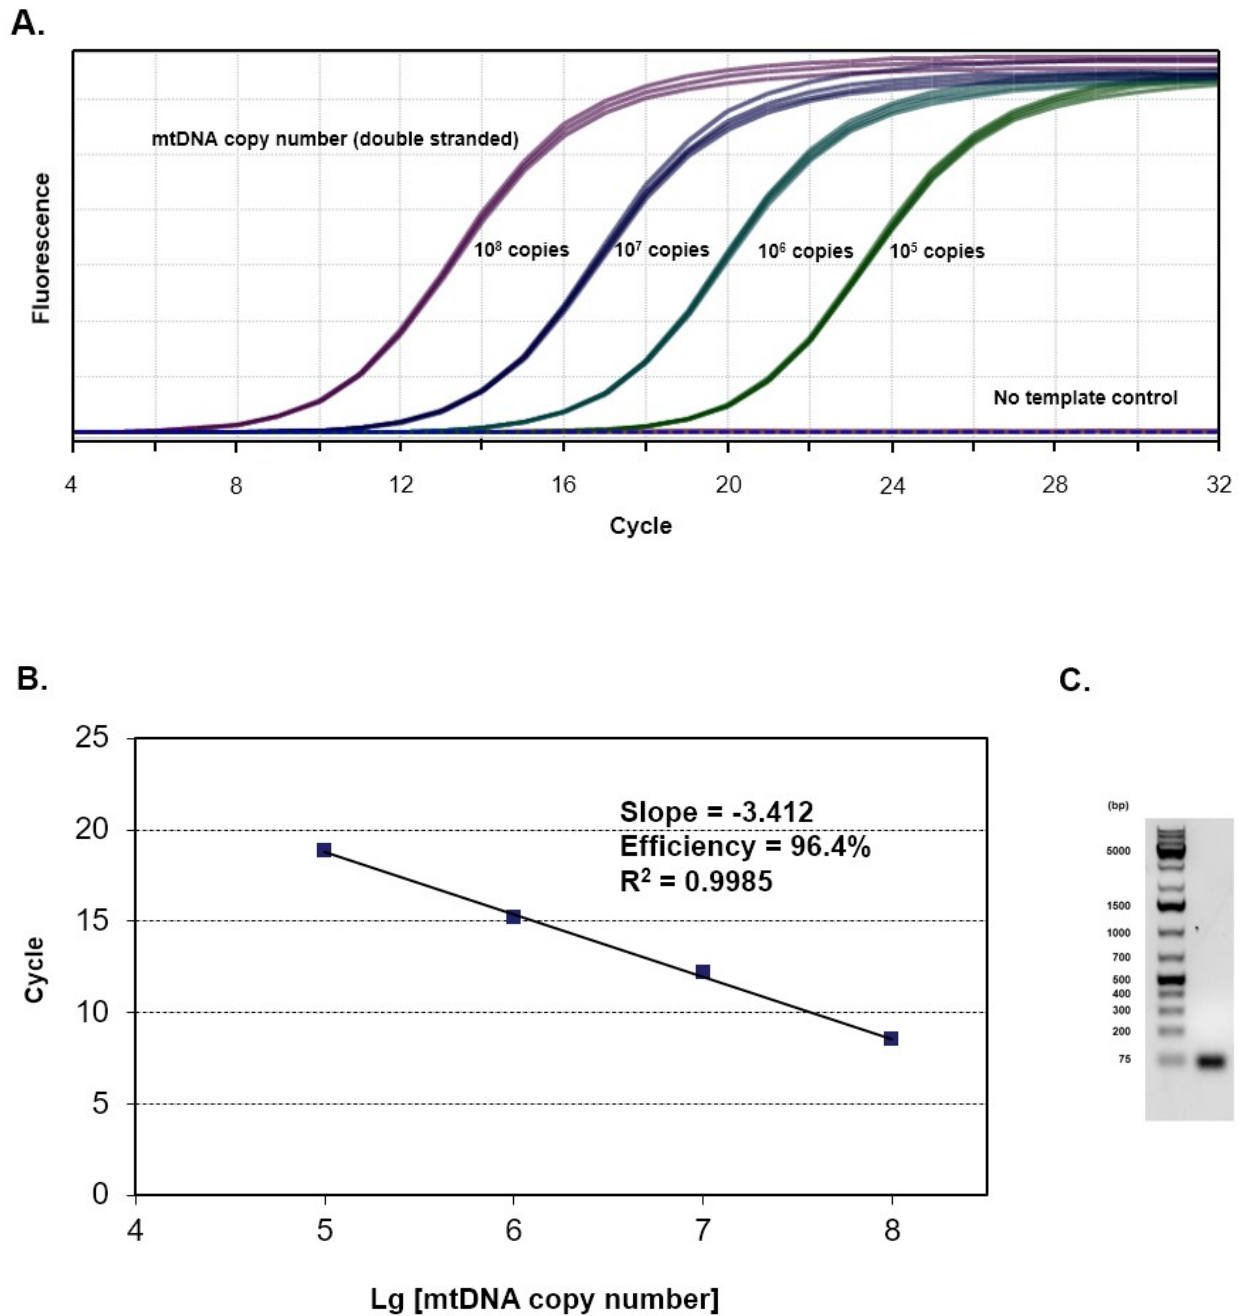 A.
mtDNA copy number (double stranded)
10⁸ copies 10⁷ copies 10⁶ copies 10⁵ copies
No template control
Fluorescence
4 8 12 16 20 24 28 32
Cycle
B.
25
20
15
10
5
0
Cycle
Slope = -3.412
Efficiency = 96.4%
R² = 0.9985
4 5 6 7 8
Lg [mtDNA copy number]
C.
(bp)
5000
1500
1000
700
500
400
300
200
75